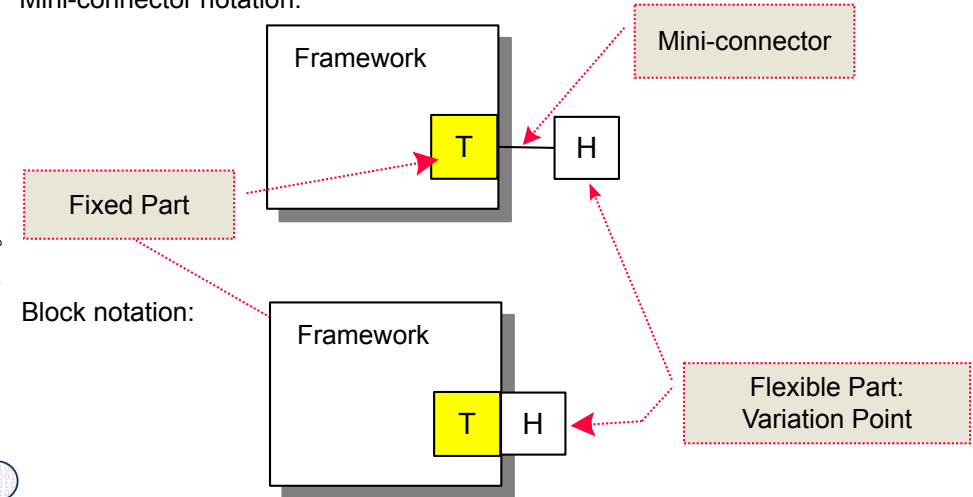 Mini-connector notation:
Framework
Mini-connector
T
H
Fixed Part
Block notation:
Framework
T
H
Flexible Part:
Variation Point